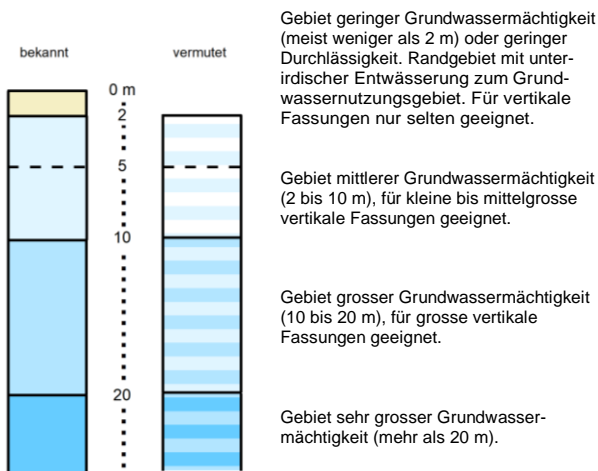 bekannt
vermutet
0 m
2
5
10
20
Gebiet geringer Grundwassermächtigkeit
(meist weniger als 2 m) oder geringer
Durchlässigkeit. Randgebiet mit unter-
irdischer Entwässerung zum Grund-
wassernutzungsgebiet. Für vertikale
Fassungen nur selten geeignet.
Gebiet mittlerer Grundwassermächtigkeit
(2 bis 10 m), für kleine bis mittelgrosse
vertikale Fassungen geeignet.
Gebiet grosser Grundwassermächtigkeit
(10 bis 20 m), für grosse vertikale
Fassungen geeignet.
Gebiet sehr grosser Grundwasser-
mächtigkeit (mehr als 20 m).